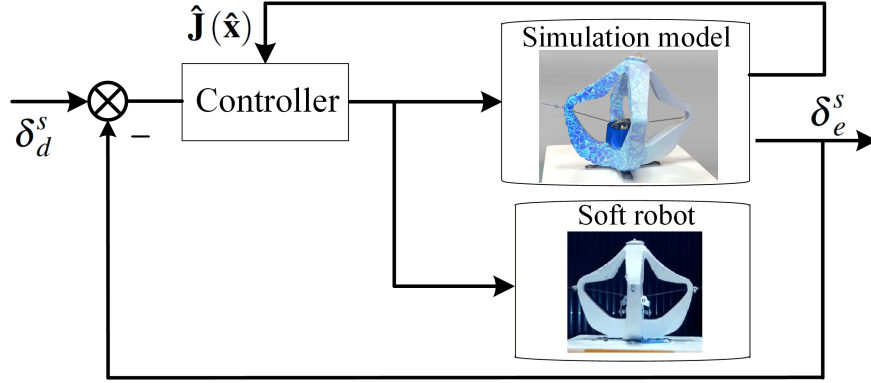 Ĵ(x̂)
Simulation model
Controller
δ_d^s
−
δ_e^s
Soft robot